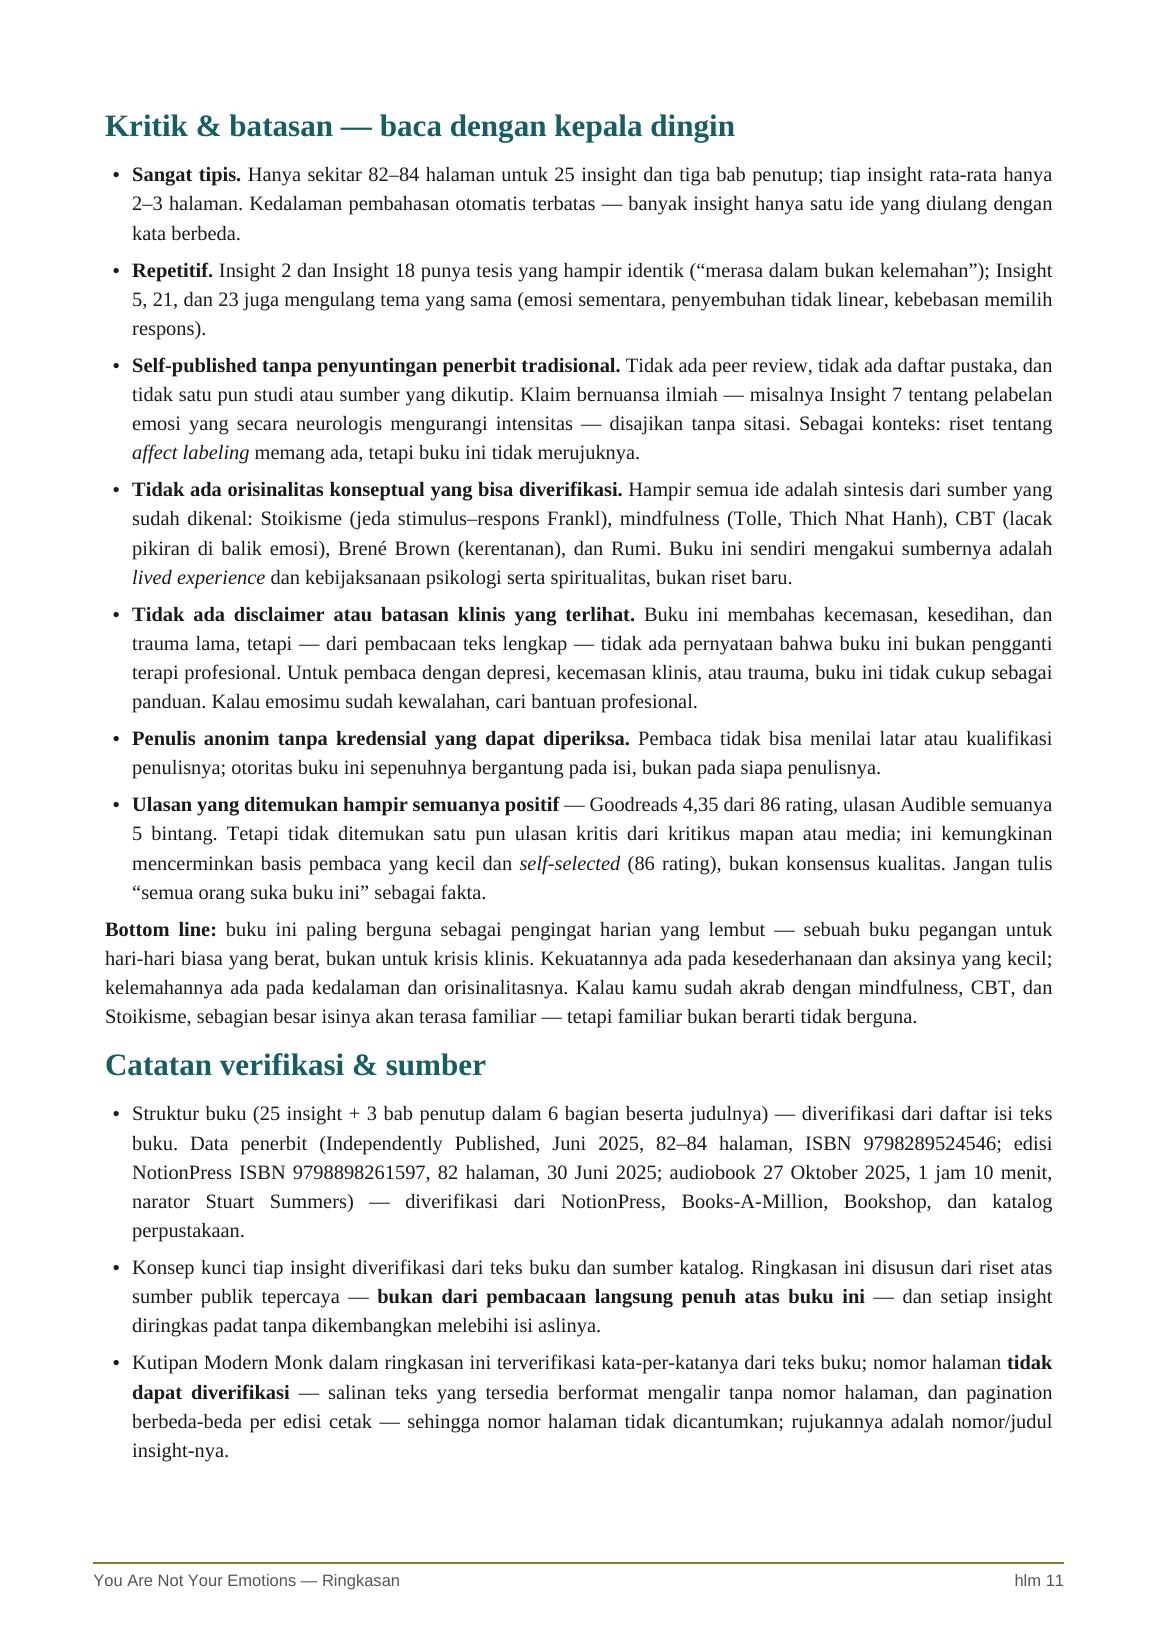 Kritik & batasan — baca dengan kepala dingin
• Sangat tipis. Hanya sekitar 82–84 halaman untuk 25 insight dan tiga bab penutup; tiap insight rata-rata hanya
2–3 halaman. Kedalaman pembahasan otomatis terbatas — banyak insight hanya satu ide yang diulang dengan
kata berbeda.
• Repetitif. Insight 2 dan Insight 18 punya tesis yang hampir identik (“merasa dalam bukan kelemahan”); Insight
5, 21, dan 23 juga mengulang tema yang sama (emosi sementara, penyembuhan tidak linear, kebebasan memilih
respons).
• Self-published tanpa penyuntingan penerbit tradisional. Tidak ada peer review, tidak ada daftar pustaka, dan
tidak satu pun studi atau sumber yang dikutip. Klaim bernuansa ilmiah — misalnya Insight 7 tentang pelabelan
emosi yang secara neurologis mengurangi intensitas — disajikan tanpa sitasi. Sebagai konteks: riset tentang
affect labeling memang ada, tetapi buku ini tidak merujuknya.
• Tidak ada orisinalitas konseptual yang bisa diverifikasi. Hampir semua ide adalah sintesis dari sumber yang
sudah dikenal: Stoikisme (jeda stimulus–respons Frankl), mindfulness (Tolle, Thich Nhat Hanh), CBT (lacak
pikiran di balik emosi), Brené Brown (kerentanan), dan Rumi. Buku ini sendiri mengakui sumbernya adalah
lived experience dan kebijaksanaan psikologi serta spiritualitas, bukan riset baru.
• Tidak ada disclaimer atau batasan klinis yang terlihat. Buku ini membahas kecemasan, kesedihan, dan
trauma lama, tetapi — dari pembacaan teks lengkap — tidak ada pernyataan bahwa buku ini bukan pengganti
terapi profesional. Untuk pembaca dengan depresi, kecemasan klinis, atau trauma, buku ini tidak cukup sebagai
panduan. Kalau emosimu sudah kewalahan, cari bantuan profesional.
• Penulis anonim tanpa kredensial yang dapat diperiksa. Pembaca tidak bisa menilai latar atau kualifikasi
penulisnya; otoritas buku ini sepenuhnya bergantung pada isi, bukan pada siapa penulisnya.
• Ulasan yang ditemukan hampir semuanya positif — Goodreads 4,35 dari 86 rating, ulasan Audible semuanya
5 bintang. Tetapi tidak ditemukan satu pun ulasan kritis dari kritikus mapan atau media; ini kemungkinan
mencerminkan basis pembaca yang kecil dan self-selected (86 rating), bukan konsensus kualitas. Jangan tulis
“semua orang suka buku ini” sebagai fakta.
Bottom line: buku ini paling berguna sebagai pengingat harian yang lembut — sebuah buku pegangan untuk
hari-hari biasa yang berat, bukan untuk krisis klinis. Kekuatannya ada pada kesederhanaan dan aksinya yang kecil;
kelemahannya ada pada kedalaman dan orisinalitasnya. Kalau kamu sudah akrab dengan mindfulness, CBT, dan
Stoikisme, sebagian besar isinya akan terasa familiar — tetapi familiar bukan berarti tidak berguna.
Catatan verifikasi & sumber
• Struktur buku (25 insight + 3 bab penutup dalam 6 bagian beserta judulnya) — diverifikasi dari daftar isi teks
buku. Data penerbit (Independently Published, Juni 2025, 82–84 halaman, ISBN 9798289524546; edisi
NotionPress ISBN 9798898261597, 82 halaman, 30 Juni 2025; audiobook 27 Oktober 2025, 1 jam 10 menit,
narator Stuart Summers) — diverifikasi dari NotionPress, Books-A-Million, Bookshop, dan katalog
perpustakaan.
• Konsep kunci tiap insight diverifikasi dari teks buku dan sumber katalog. Ringkasan ini disusun dari riset atas
sumber publik tepercaya — bukan dari pembacaan langsung penuh atas buku ini — dan setiap insight
diringkas padat tanpa dikembangkan melebihi isi aslinya.
• Kutipan Modern Monk dalam ringkasan ini terverifikasi kata-per-katanya dari teks buku; nomor halaman tidak
dapat diverifikasi — salinan teks yang tersedia berformat mengalir tanpa nomor halaman, dan pagination
berbeda-beda per edisi cetak — sehingga nomor halaman tidak dicantumkan; rujukannya adalah nomor/judul
insight-nya.
You Are Not Your Emotions — Ringkasan
hlm 11